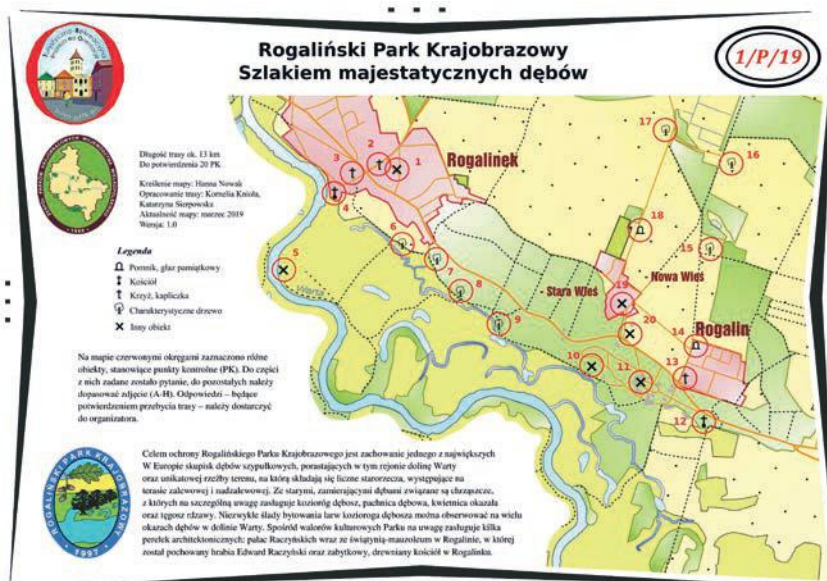 Rogaliński Park Krajobrazowy
Szlakiem majestatycznych dębów
1/P/19
Długość trasy ok. 13 km
Do potwierdzenia 20 PK
Kreślenie mapy: Hanna Nowak
Opracowanie trasy: Kornelia Knioła,
Katarzyna Sierpowska
Aktualność mapy: marzec 2019
Wersja: 1.0
Legenda
Pomnik, głaz pamiątkowy
Kościół
Krzyż, kapliczka
Charakterystyczne drzewo
Inny obiekt
Na mapie czerwonymi okręgami zaznaczono różne
obiekty, stanowiące punkty kontrolne (PK). Do części
z nich zadane zostało pytanie, do pozostałych należy
dopasować zdjęcie (A-H). Odpowiedzi – będące
potwierdzeniem przebycia trasy – należy dostarczyć
do organizatora.
Rogalinek
Warta
- Stara Wieś
- Nowa Wieś
Rogalin
1
2
3
4
5
6
7
8
9
10
11
12
13
14
15
16
17
18
19
20
ROGALIŃSKI PARK KRAJOBRAZOWY
1997
Celem ochrony Rogalińskiego Parku Krajobrazowego jest zachowanie jednego z największych
W Europie skupisk dębów szypułkowych, porastających w tym rejonie dolinę Warty
oraz unikatowej rzeźby terenu, na którą składają się liczne starorzecza, występujące na
terasie zalewowej i nadzalewowej. Ze starymi, zamierającymi dębami związane są chrząszcze,
z których na szczególną uwagę zasługuje kozioróg dębosz, pachnica dębowa, kwietnica okazała
oraz tęgosz rdzawy. Niezwykłe ślady bytowania larw kozioroga dębosza można obserwować na wielu
okazach dębów w dolinie Warty. Spośród walorów kulturowych Parku na uwagę zasługuje kilka
perełek architektonicznych: pałac Raczyńskich wraz ze świątynią-mauzoleum w Rogalinie, w której
został pochowany hrabia Edward Raczyński oraz zabytkowy, drewniany kościół w Rogalinku.